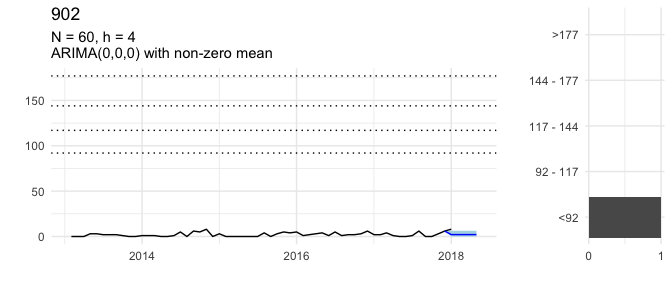 902
N = 60, h = 4
ARIMA(0,0,0) with non-zero mean
150
100
50
0
2014 2016 2018
>177
144 - 177
117 - 144
92 - 117
<92
0 1